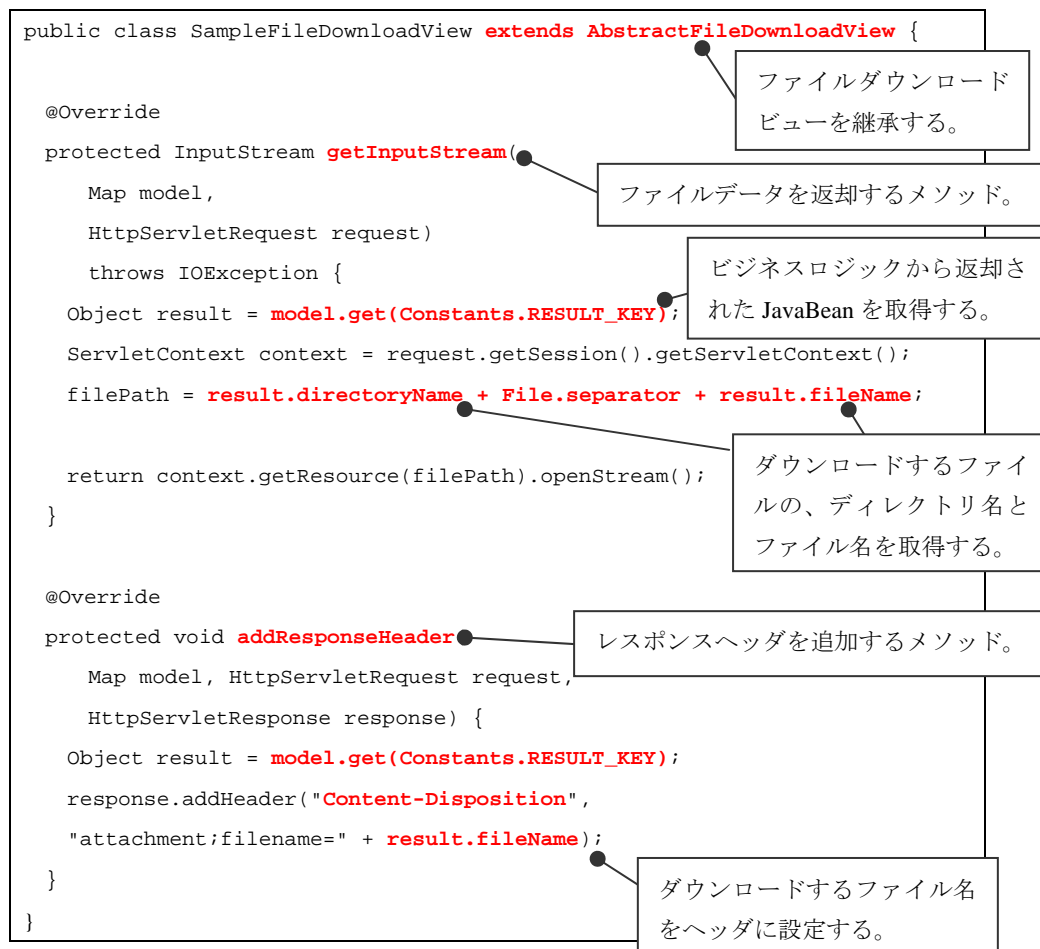 public class SampleFileDownloadView extends AbstractFileDownloadView {
ファイルダウンロード
ビューを継承する。
@Override
protected InputStream getInputStream(
ファイルデータを返却するメソッド。
Map model,
HttpServletRequest request)
throws IOException {
ビジネスロジックから返却さ
れた JavaBean を取得する。
Object result = model.get(Constants.RESULT_KEY);
ServletContext context = request.getSession().getServletContext();
filePath = result.directoryName + File.separator + result.fileName;
ダウンロードするファイ
ルの、ディレクトリ名と
ファイル名を取得する。
return context.getResource(filePath).openStream();
}
@Override
protected void addResponseHeader
レスポンスヘッダを追加するメソッド。
Map model, HttpServletRequest request,
HttpServletResponse response) {
Object result = model.get(Constants.RESULT_KEY);
response.addHeader("Content-Disposition",
"attachment;filename=" + result.fileName);
ダウンロードするファイル名
をヘッダに設定する。
}
}